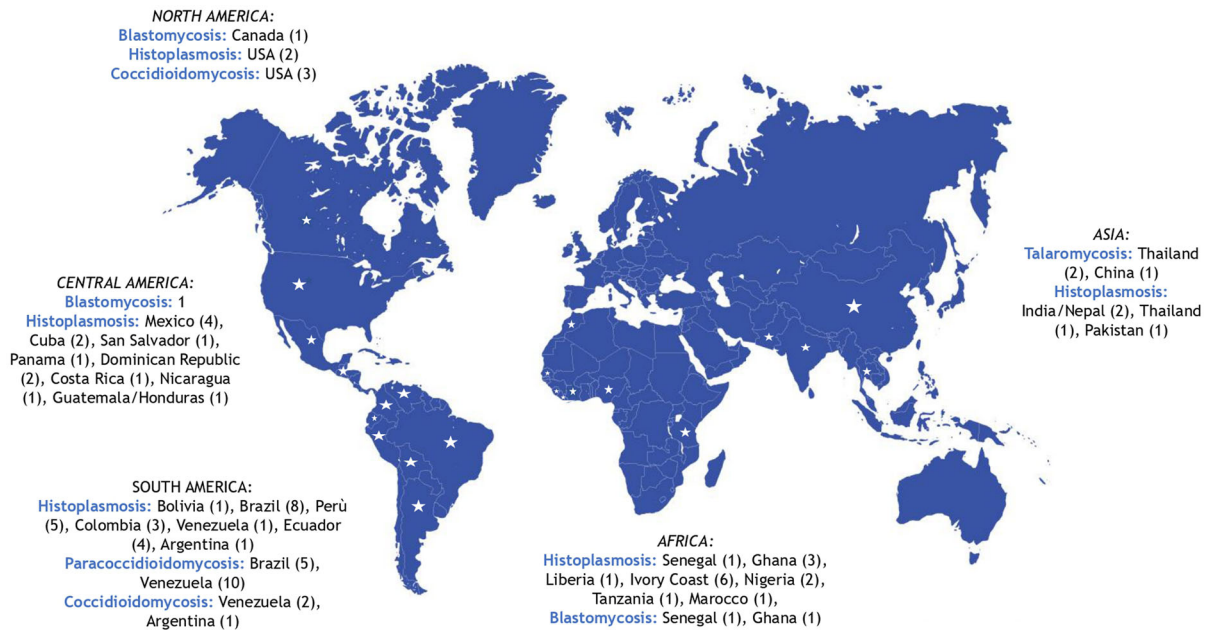 NORTH AMERICA:
Blastomycosis: Canada (1)
Histoplasmosis: USA (2)
Coccidioidomycosis: USA (3)
CENTRAL AMERICA:
Blastomycosis: 1
Histoplasmosis: Mexico (4),
Cuba (2), San Salvador (1),
Panama (1), Dominican Republic
(2), Costa Rica (1), Nicaragua
(1), Guatemala/Honduras (1)
SOUTH AMERICA:
Histoplasmosis: Bolivia (1), Brazil (8), Perù
(5), Colombia (3), Venezuela (1), Ecuador
(4), Argentina (1)
Paracoccidioidomycosis: Brazil (5),
Venezuela (10)
Coccidioidomycosis: Venezuela (2),
Argentina (1)
AFRICA:
Histoplasmosis: Senegal (1), Ghana (3),
Liberia (1), Ivory Coast (6), Nigeria (2),
Tanzania (1), Marocco (1),
Blastomycosis: Senegal (1), Ghana (1)
ASIA:
Talaromycosis: Thailand
(2), China (1)
Histoplasmosis:
India/Nepal (2), Thailand
(1), Pakistan (1)